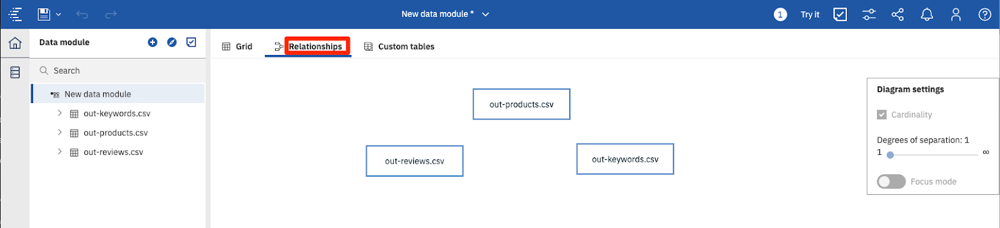 New data module *
1
Try it
Data module
Grid
Relationships
Custom tables
Search
New data module
out-keywords.csv
out-products.csv
out-reviews.csv
out-products.csv
out-reviews.csv
out-keywords.csv
Diagram settings
Cardinality
Degrees of separation: 1
1 ∞
Focus mode